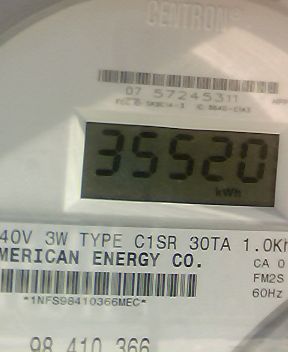 CENTRON®
07 57245311
35520
kWh
40V 3W TYPE C1SR 30TA 1.0Kh
MERICAN ENERGY CO.
CA 0
FM2S
60Hz
*1NFS98410366MEC*
98 410 366